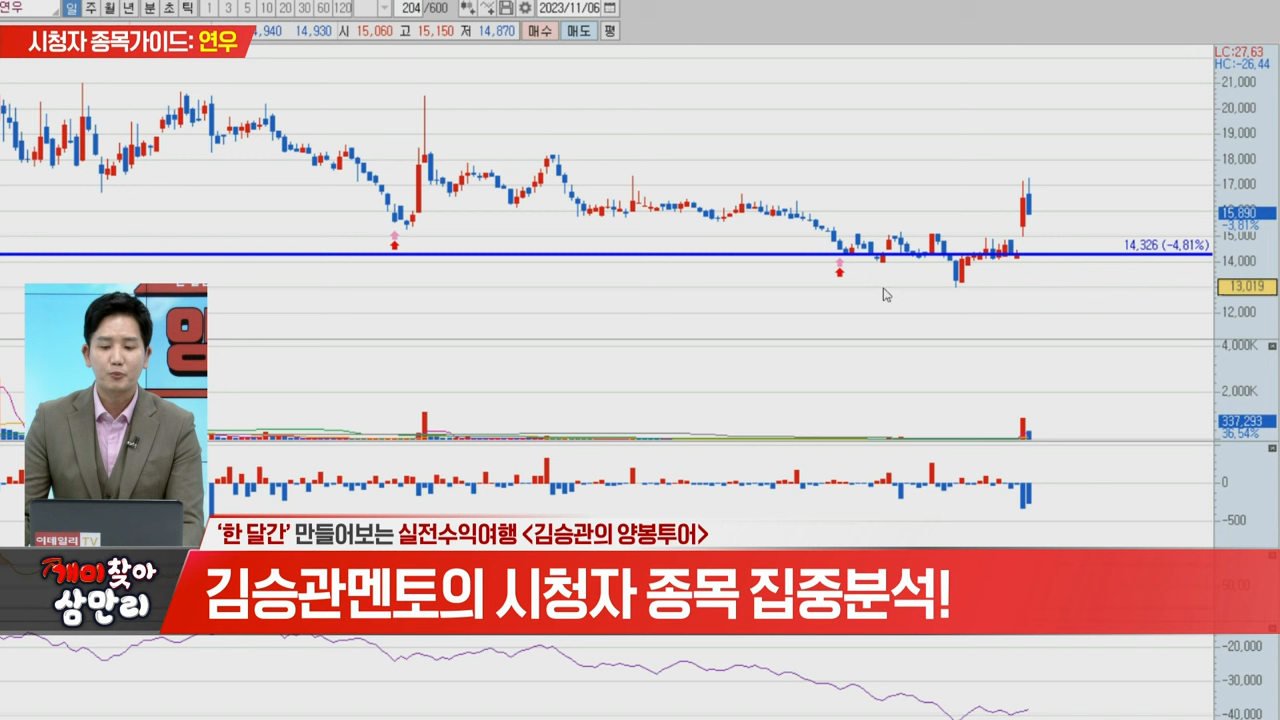 연우
일 주 월 년 분 초 틱 1 3 5 10 20 30 60 120 204 /600 2023/11/06
시청자 종목가이드: 연우
14,930 시 15,060 고 15,150 저 14,870 매수 매도 평
LC:27,63
HC:-26,44
21,000
20,000
19,000
18,000
17,000
15,890
-3,81%
15,000
14,326 (-4,81%)
14,000
13,019
12,000
4,000K
2,000K
337,293
36,54%
0
-500
이데일리 TV
'한 달간' 만들어보는 실전수익여행 <김승관의 양봉투어>
개미찾아
삼만리
김승관멘토의 시청자 종목 집중분석!
-20,000
-30,000
-40,000